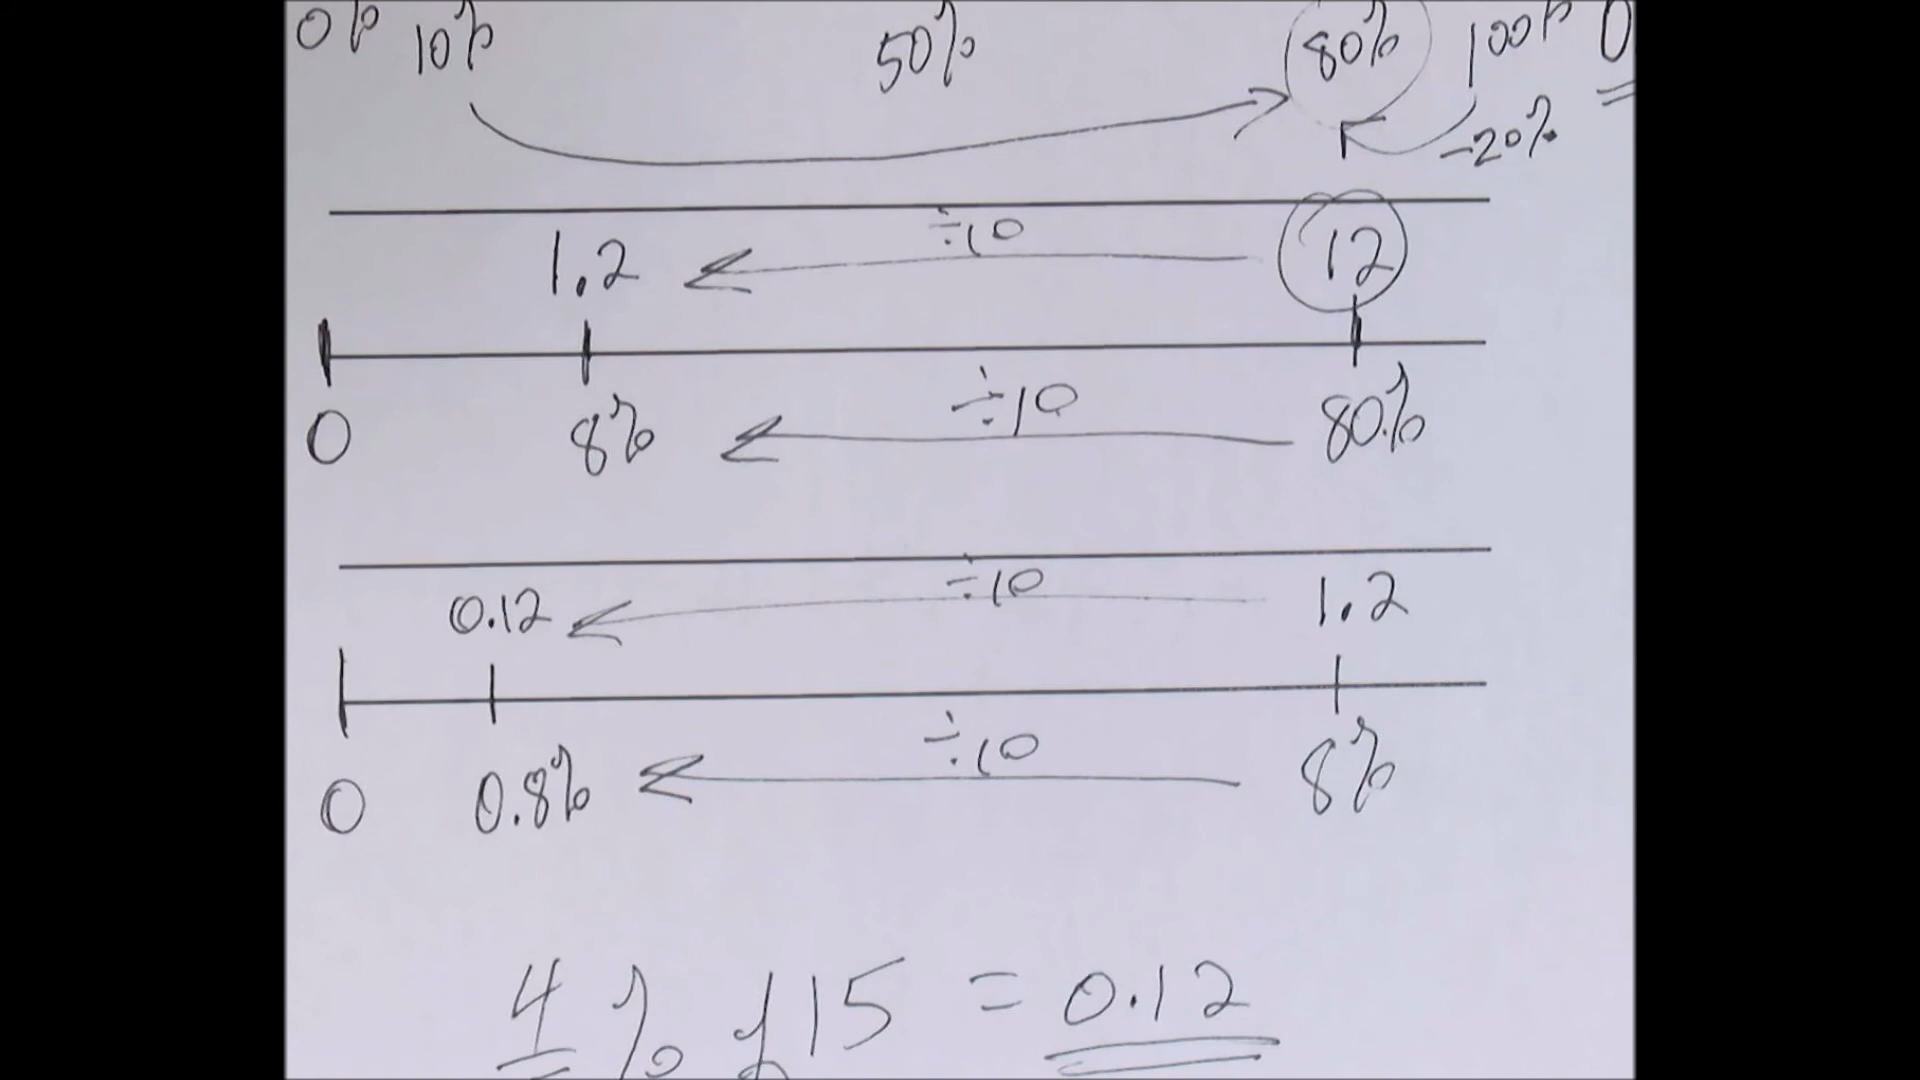 0% 10% 50% 80% 100% 0
-20%
÷10
1.2 12
÷10
0 8% 80%
÷10
0.12 1.2
÷10
0 0.8% 8%
4 % of 15 = 0.12